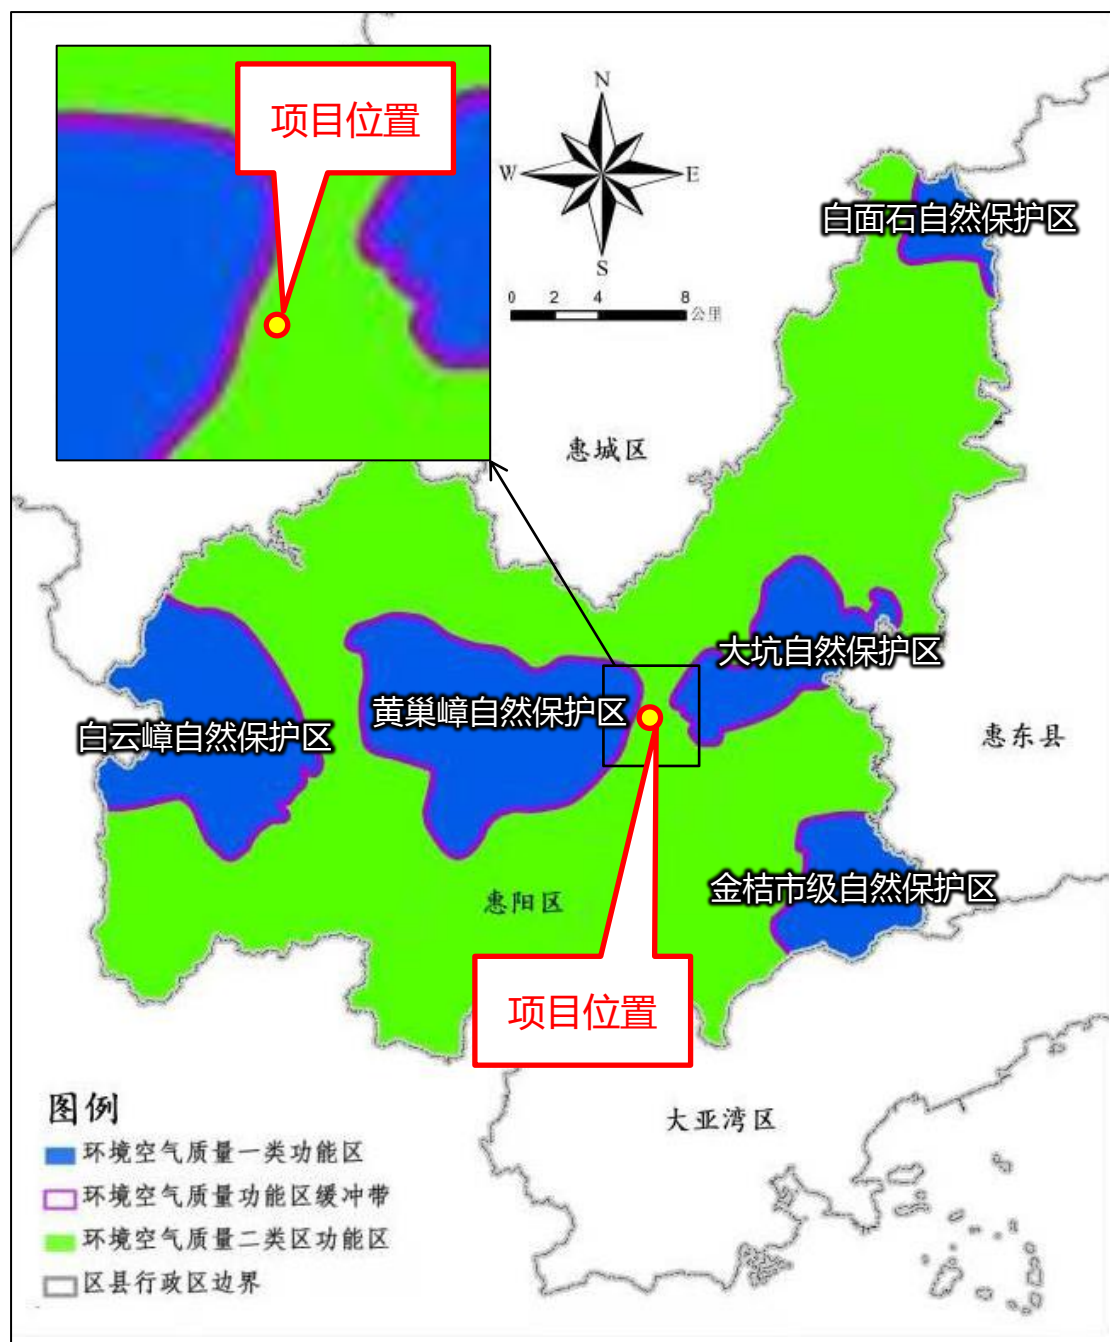 项目位置
N
W
E
S
0 2 4 8
公里
白面石自然保护区
惠城区
大坑自然保护区
黄巢嶂自然保护区
白云嶂自然保护区
惠东县
金桔市级自然保护区
惠阳区
项目位置
大亚湾区
图例
环境空气质量一类功能区
环境空气质量功能区缓冲带
环境空气质量二类区功能区
区县行政区边界